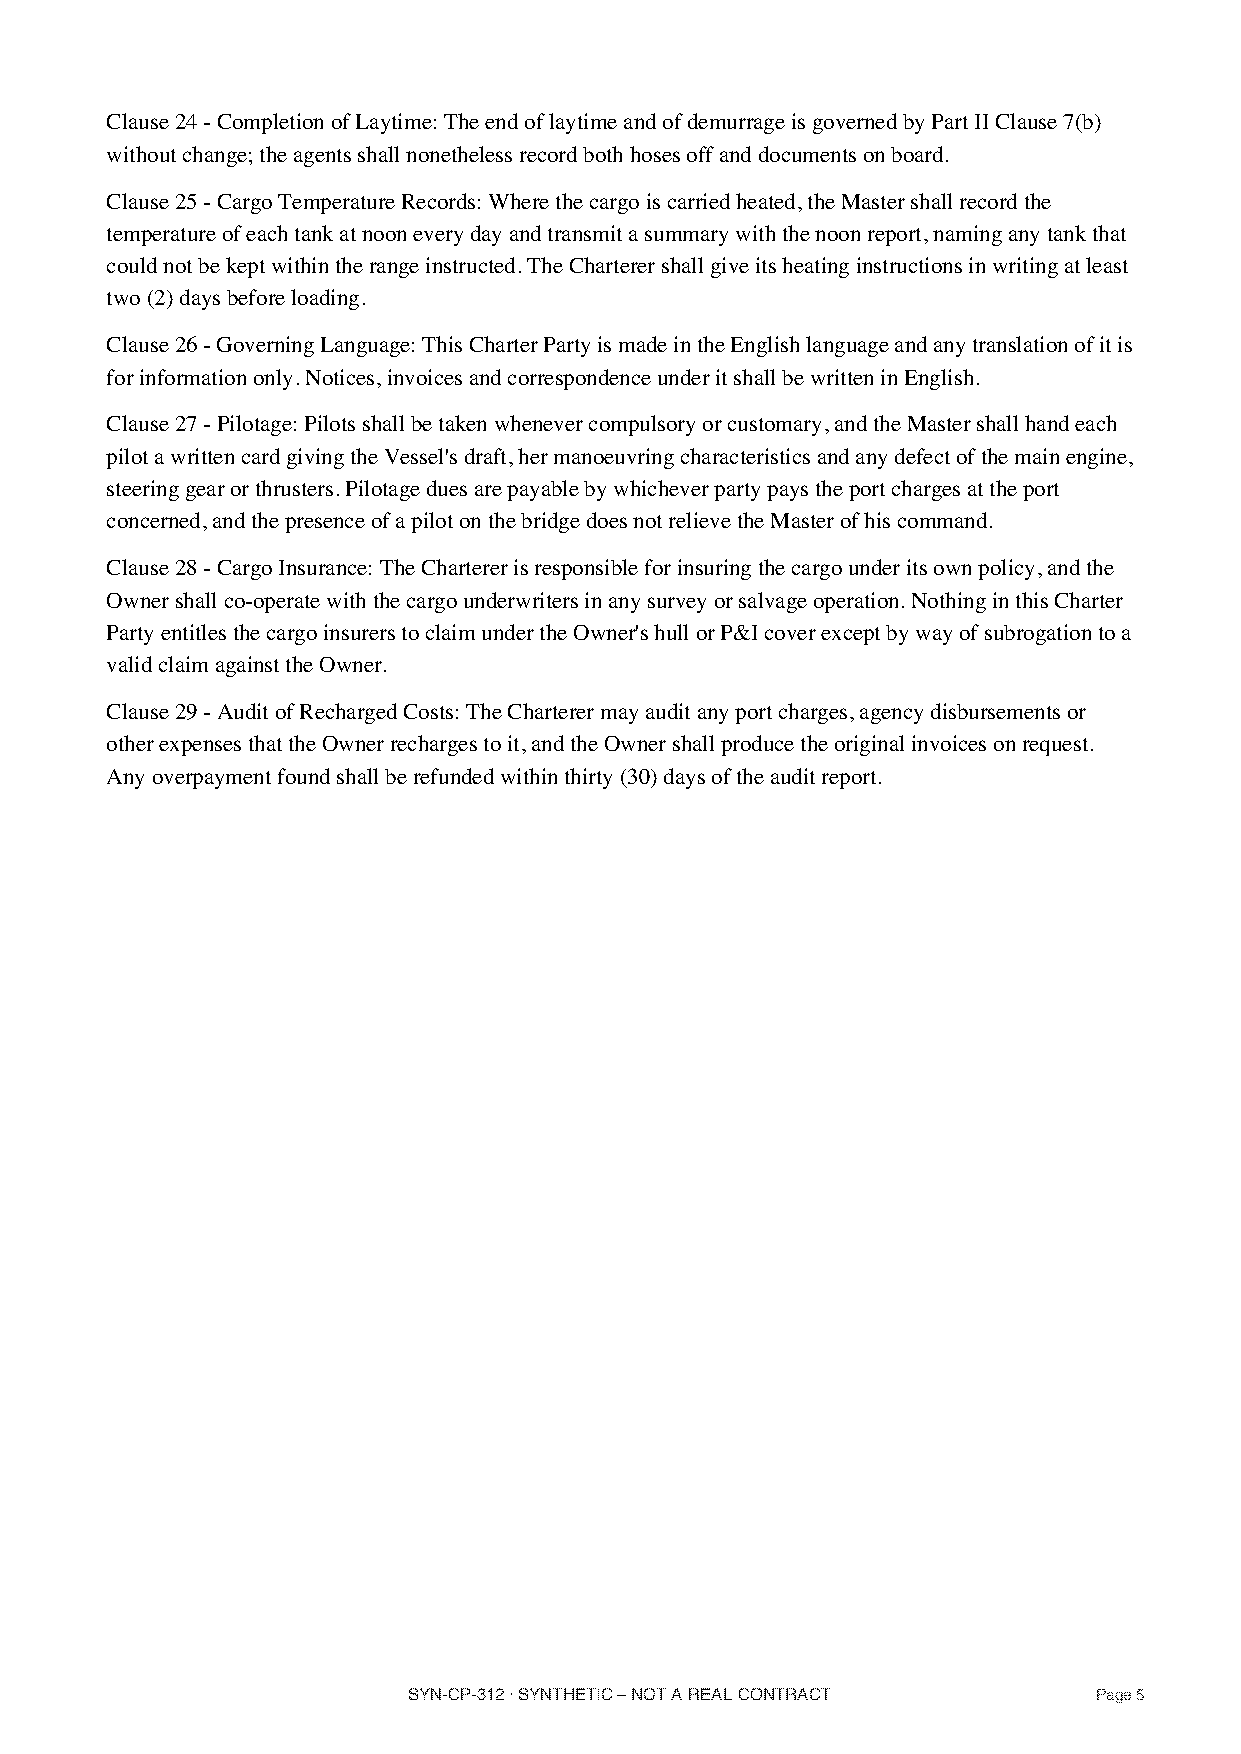 Clause 24 - Completion of Laytime: The end of laytime and of demurrage is governed by Part II Clause 7(b)
without change; the agents shall nonetheless record both hoses off and documents on board.
Clause 25 - Cargo Temperature Records: Where the cargo is carried heated, the Master shall record the
temperature of each tank at noon every day and transmit a summary with the noon report, naming any tank that
could not be kept within the range instructed. The Charterer shall give its heating instructions in writing at least
two (2) days before loading.
Clause 26 - Governing Language: This Charter Party is made in the English language and any translation of it is
for information only. Notices, invoices and correspondence under it shall be written in English.
Clause 27 - Pilotage: Pilots shall be taken whenever compulsory or customary, and the Master shall hand each
pilot a written card giving the Vessel's draft, her manoeuvring characteristics and any defect of the main engine,
steering gear or thrusters. Pilotage dues are payable by whichever party pays the port charges at the port
concerned, and the presence of a pilot on the bridge does not relieve the Master of his command.
Clause 28 - Cargo Insurance: The Charterer is responsible for insuring the cargo under its own policy, and the
Owner shall co-operate with the cargo underwriters in any survey or salvage operation. Nothing in this Charter
Party entitles the cargo insurers to claim under the Owner's hull or P&I cover except by way of subrogation to a
valid claim against the Owner.
Clause 29 - Audit of Recharged Costs: The Charterer may audit any port charges, agency disbursements or
other expenses that the Owner recharges to it, and the Owner shall produce the original invoices on request.
Any overpayment found shall be refunded within thirty (30) days of the audit report.
SYN-CP-312 · SYNTHETIC – NOT A REAL CONTRACT
Page 5